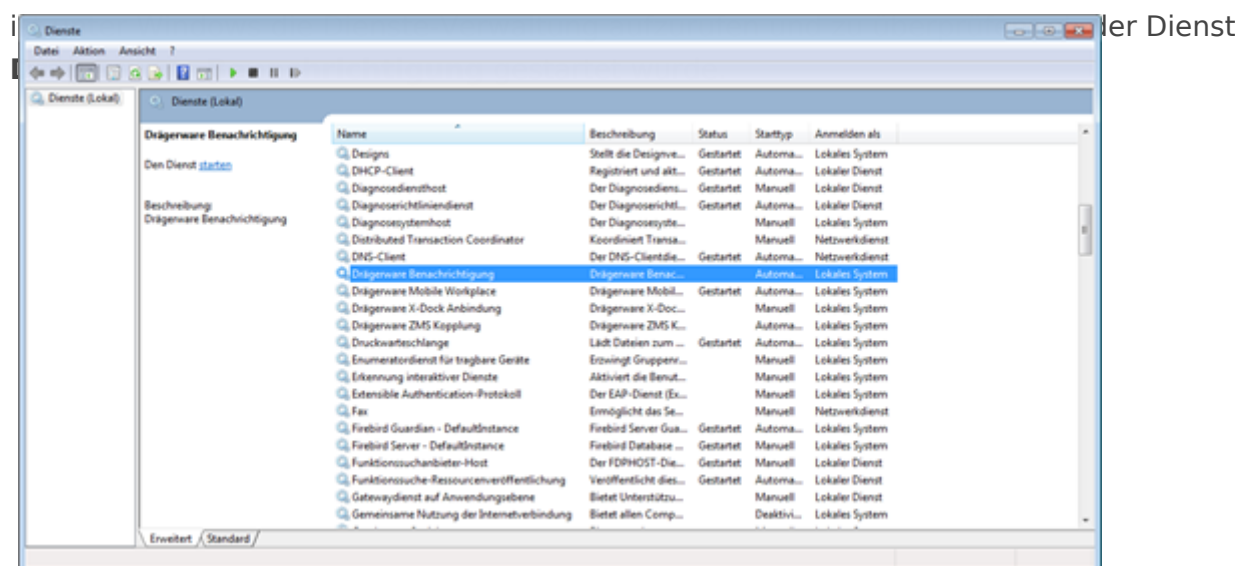 der Dienst
Dienste
Datei Aktion Ansicht ?
Dienste (Lokal)
Dienste (Lokal)
Drägerware Benachrichtigung
Den Dienst starten
Beschreibung:
Drägerware Benachrichtigung
Name Beschreibung Status Starttyp Anmelden als
Designs Stellt die Designve... Gestartet Automa... Lokales System
DHCP-Client Registriert und akt... Gestartet Automa... Lokaler Dienst
Diagnosediensthost Der Diagnosediens... Gestartet Manuell Lokaler Dienst
Diagnoserichtliniendienst Der Diagnoserichtl... Gestartet Automa... Lokaler Dienst
Diagnosesystemhost Der Diagnosesyste... Manuell Lokales System
Distributed Transaction Coordinator Koordiniert Transa... Manuell Netzwerkdienst
DNS-Client Der DNS-Clientdie... Gestartet Automa... Netzwerkdienst
Drägerware Benachrichtigung Drägerware Benac... Automa... Lokales System
Drägerware Mobile Workplace Drägerware Mobil... Gestartet Automa... Lokales System
Drägerware X-Dock Anbindung Drägerware X-Doc... Manuell Lokales System
Drägerware ZMS Kopplung Drägerware ZMS K... Automa... Lokales System
Druckwarteschlange Lädt Dateien zum ... Gestartet Automa... Lokales System
Enumeratordienst für tragbare Geräte Erzwingt Gruppenr... Manuell Lokales System
Erkennung interaktiver Dienste Aktiviert die Benut... Manuell Lokales System
Extensible Authentication-Protokoll Der EAP-Dienst (Ex... Manuell Lokales System
Fax Ermöglicht das Se... Manuell Netzwerkdienst
Firebird Guardian - DefaultInstance Firebird Server Gua... Gestartet Automa... Lokales System
Firebird Server - DefaultInstance Firebird Database ... Gestartet Manuell Lokales System
Funktionssuchanbieter-Host Der FDPHOST-Die... Gestartet Manuell Lokaler Dienst
Funktionssuche-Ressourcenveröffentlichung Veröffentlicht dies... Gestartet Automa... Lokaler Dienst
Gatewaydienst auf Anwendungsebene Bietet Unterstützu... Manuell Lokaler Dienst
Gemeinsame Nutzung der Internetverbindung Bietet allen Comp... Deaktivi... Lokales System
Erweitert Standard